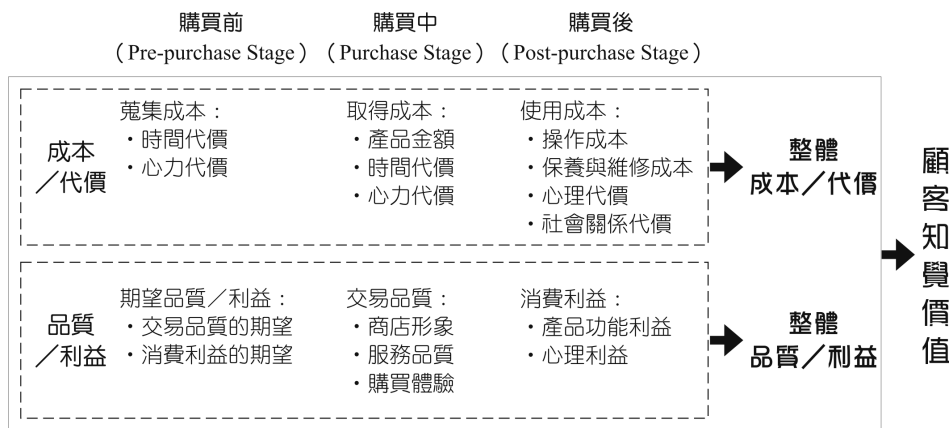 購買前
(Pre-purchase Stage)
購買中
(Purchase Stage)
購買後
(Post-purchase Stage)
成本
／代價
蒐集成本：
・時間代價
・心力代價
取得成本：
・產品金額
・時間代價
・心力代價
使用成本：
・操作成本
・保養與維修成本
・心理代價
・社會關係代價
整體
成本／代價
品質
／利益
期望品質／利益：
・交易品質的期望
・消費利益的期望
交易品質：
・商店形象
・服務品質
・購買體驗
消費利益：
・產品功能利益
・心理利益
整體
品質／利益
顧客知覺價值